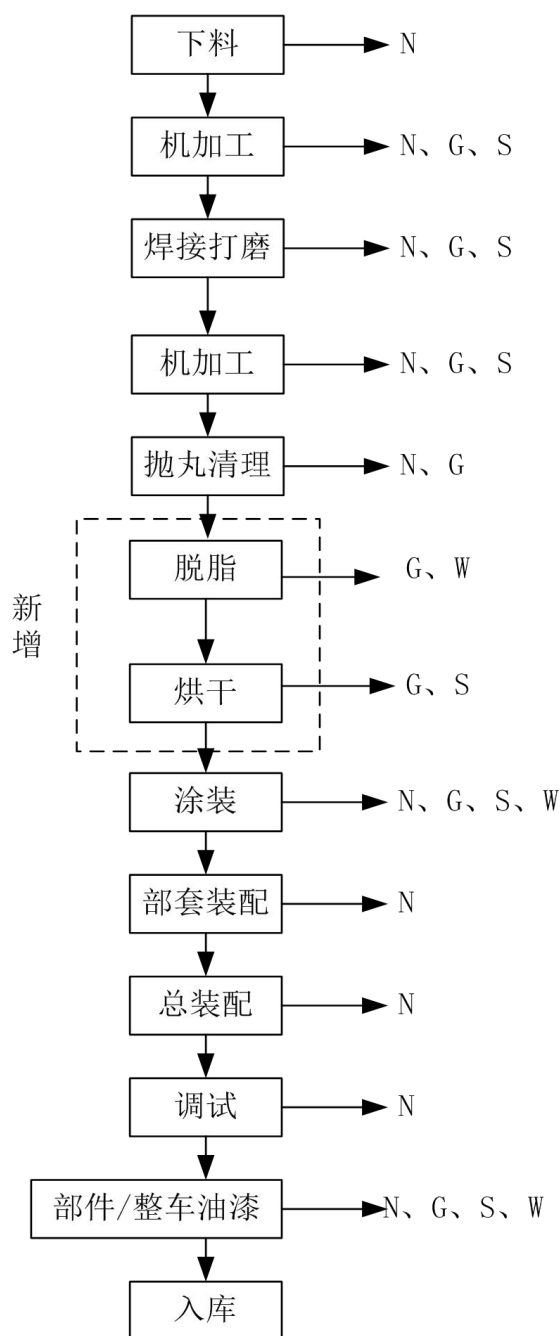 下料 N
机加工 N、G、S
焊接打磨 N、G、S
机加工 N、G、S
抛丸清理 N、G
新增
脱脂 G、W
烘干 G、S
涂装 N、G、S、W
部套装配 N
总装配 N
调试 N
部件/整车油漆 N、G、S、W
入库